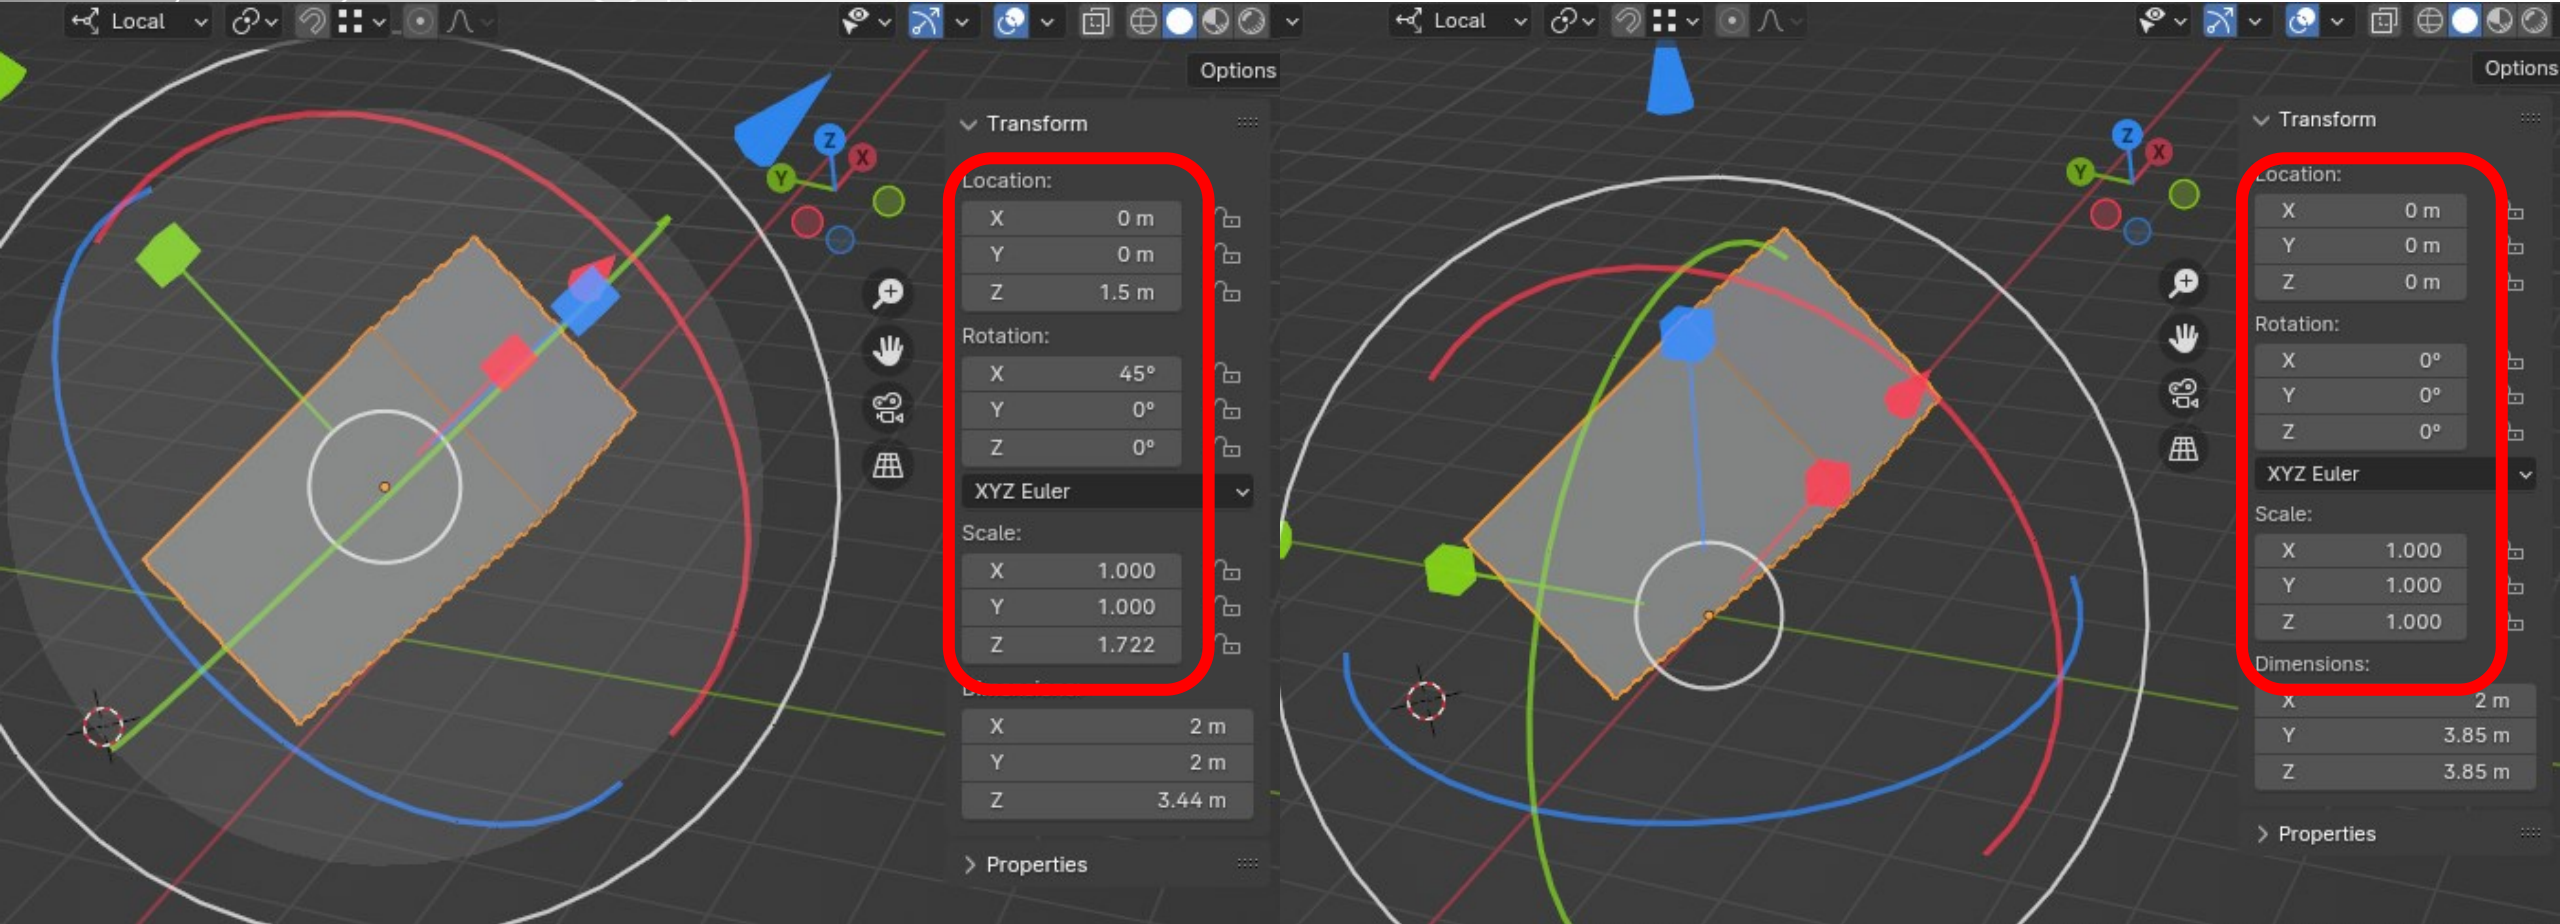 Local
Options
Z
X
Y
Transform
Location:
X 0 m
Y 0 m
Z 1.5 m
Rotation:
X 45°
Y 0°
Z 0°
XYZ Euler
Scale:
X 1.000
Y 1.000
Z 1.722
X 2 m
Y 2 m
Z 3.44 m
Properties
Local
Options
Z
X
Y
Transform
Location:
X 0 m
Y 0 m
Z 0 m
Rotation:
X 0°
Y 0°
Z 0°
XYZ Euler
Scale:
X 1.000
Y 1.000
Z 1.000
Dimensions:
X 2 m
Y 3.85 m
Z 3.85 m
Properties